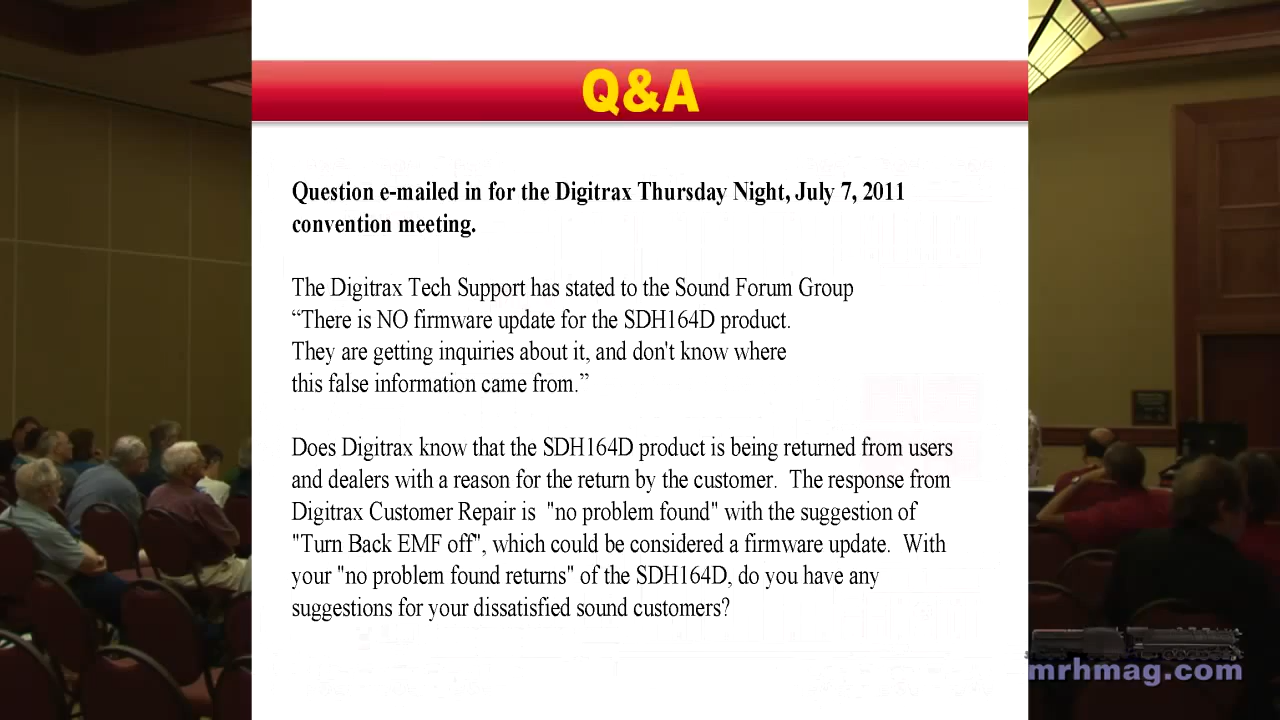 Q&A
Question e-mailed in for the Digitrax Thursday Night, July 7, 2011
convention meeting.
The Digitrax Tech Support has stated to the Sound Forum Group
“There is NO firmware update for the SDH164D product.
They are getting inquiries about it, and don't know where
this false information came from.”
Does Digitrax know that the SDH164D product is being returned from users
and dealers with a reason for the return by the customer.  The response from
Digitrax Customer Repair is  "no problem found" with the suggestion of
"Turn Back EMF off", which could be considered a firmware update.  With
your "no problem found returns" of the SDH164D, do you have any
suggestions for your dissatisfied sound customers?
mrhmag.com